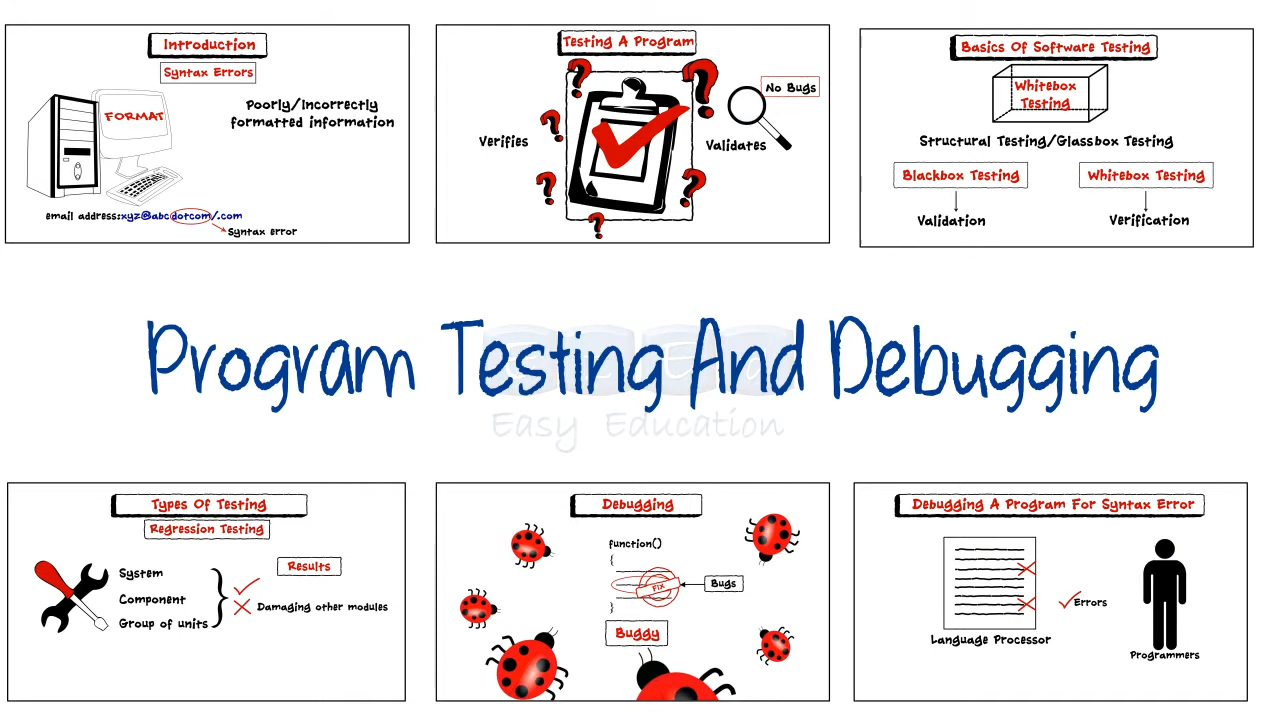 Introduction
Syntax Errors
FORMAT
Poorly/Incorrectly
formatted information
email address:xyz@abc(dotcom/.com
Syntax error
Testing A Program
No Bugs
Verifies
Validates
Basics Of Software Testing
Whitebox
Testing
Structural Testing/Glassbox Testing
Blackbox Testing
Whitebox Testing
Validation
Verification
Program Testing And Debugging
Easy Education
Types Of Testing
Regression Testing
System
Component
Group of units
Results
Damaging other modules
Debugging
function()
{
FIX
Bugs
}
Buggy
Debugging A Program For Syntax Error
Errors
Language Processor
Programmers